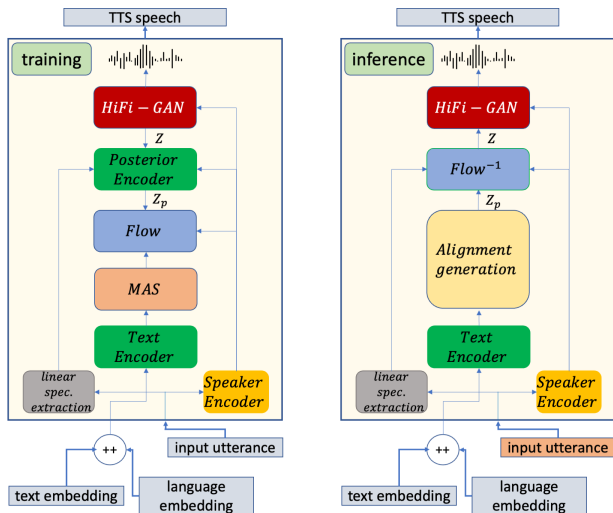 TTS speech
training
HiFi − GAN
Z
Posterior
Encoder
Zₚ
Flow
MAS
Text
Encoder
linear
spec.
extraction
Speaker
Encoder
input utterance
++
text embedding
language
embedding
TTS speech
inference
HiFi − GAN
Z
Flow⁻¹
Zₚ
Alignment
generation
Text
Encoder
linear
spec.
extraction
Speaker
Encoder
input utterance
++
text embedding
language
embedding